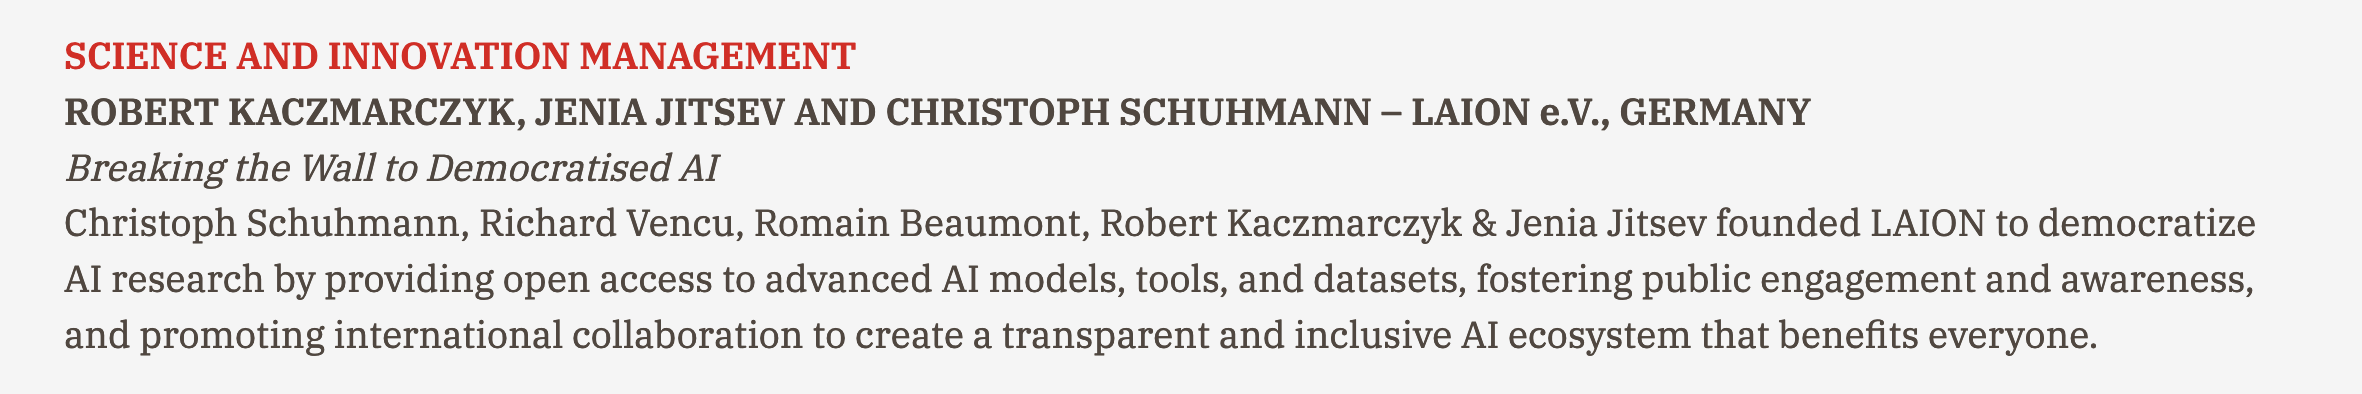 SCIENCE AND INNOVATION MANAGEMENT
ROBERT KACZMARCZYK, JENIA JITSEV AND CHRISTOPH SCHUHMANN – LAION e.V., GERMANY
Breaking the Wall to Democratised AI
Christoph Schuhmann, Richard Vencu, Romain Beaumont, Robert Kaczmarczyk & Jenia Jitsev founded LAION to democratize
AI research by providing open access to advanced AI models, tools, and datasets, fostering public engagement and awareness,
and promoting international collaboration to create a transparent and inclusive AI ecosystem that benefits everyone.